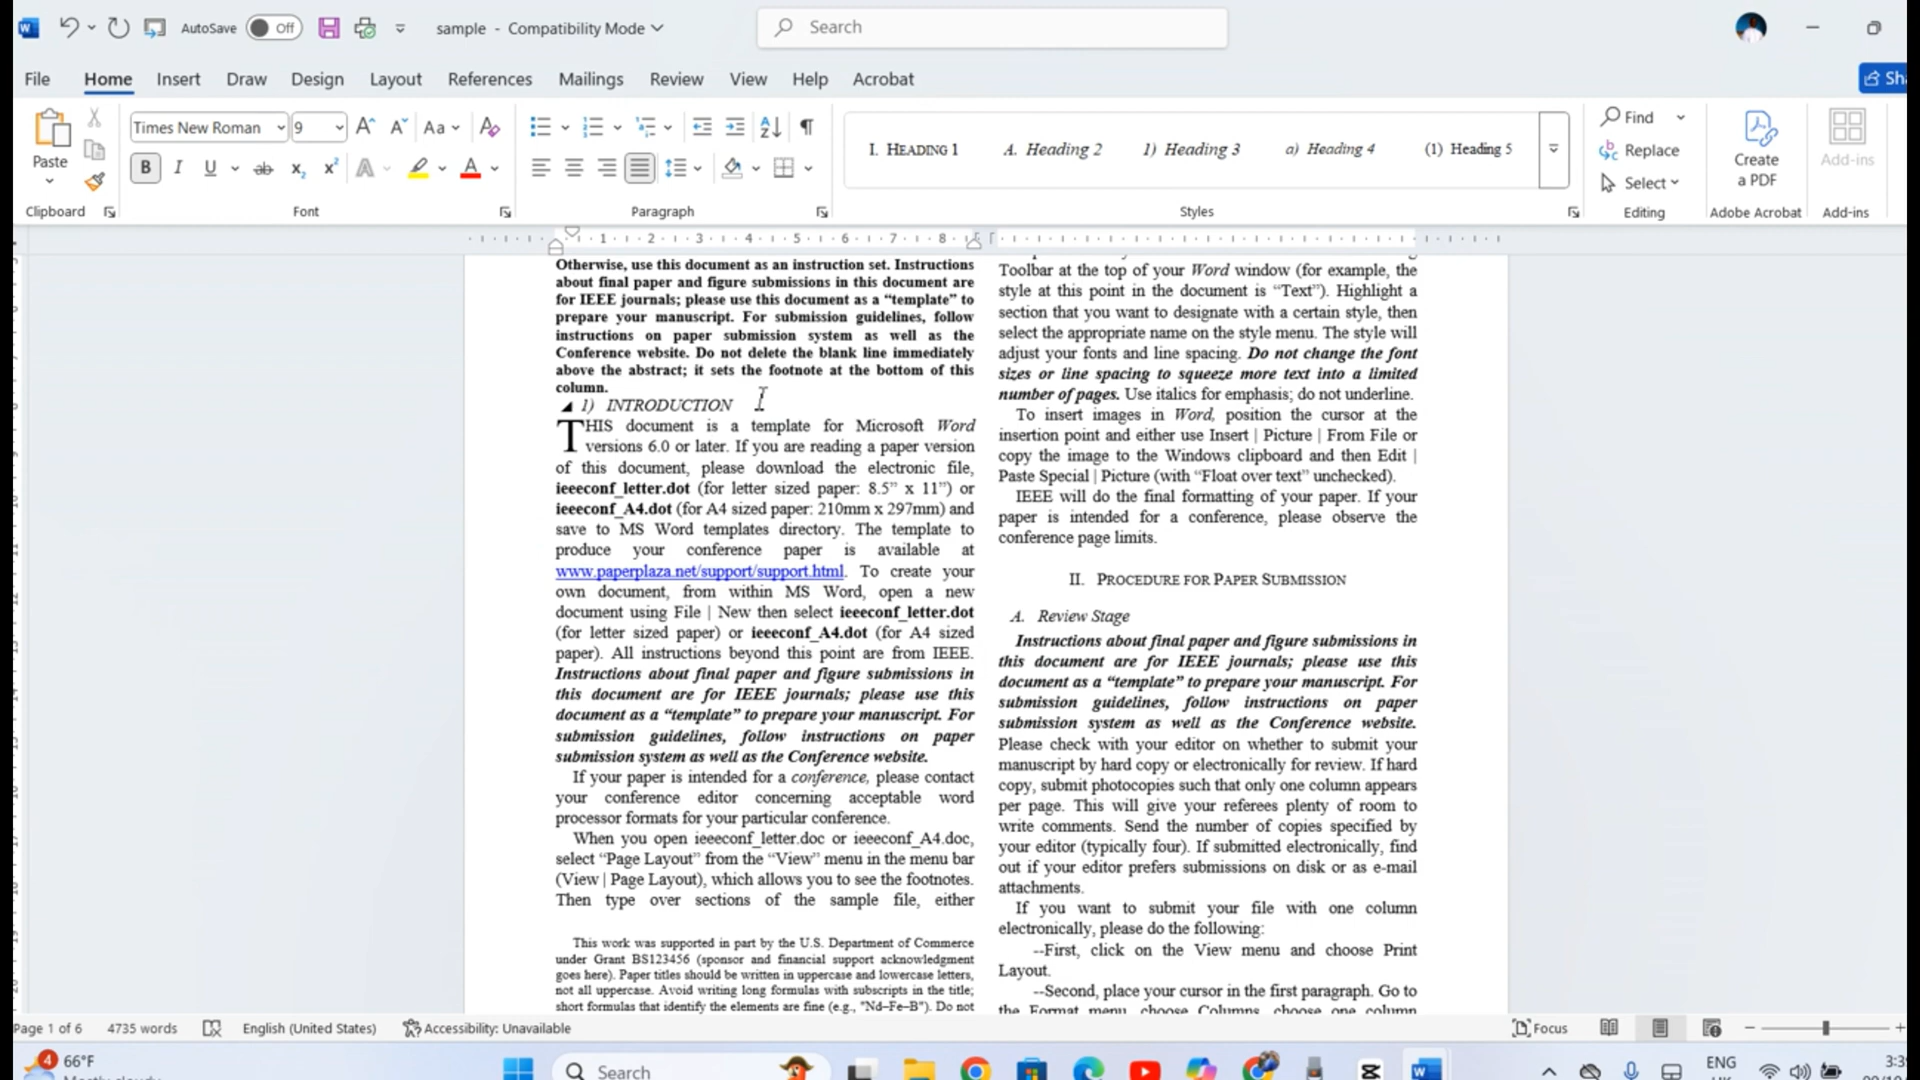 AutoSave Off sample - Compatibility Mode Search
File Home Insert Draw Design Layout References Mailings Review View Help Acrobat
Times New Roman 9 Aa
I. HEADING 1 A. Heading 2 1) Heading 3 a) Heading 4 (1) Heading 5
Find
Replace
Select
Paste
Create
a PDF
Add-ins
Clipboard Font Paragraph Styles Editing Adobe Acrobat Add-ins
1 2 3 4 5 6 7 8
Otherwise, use this document as an instruction set. Instructions
about final paper and figure submissions in this document are
for IEEE journals; please use this document as a “template” to
prepare your manuscript. For submission guidelines, follow
instructions on paper submission system as well as the
Conference website. Do not delete the blank line immediately
above the abstract; it sets the footnote at the bottom of this
column.
1) INTRODUCTION
THIS document is a template for Microsoft Word
versions 6.0 or later. If you are reading a paper version
of this document, please download the electronic file,
ieeeconf_letter.dot (for letter sized paper: 8.5” x 11”) or
ieeeconf_A4.dot (for A4 sized paper: 210mm x 297mm) and
save to MS Word templates directory. The template to
produce your conference paper is available at
www.paperplaza.net/support/support.html. To create your
own document, from within MS Word, open a new
document using File | New then select ieeeconf_letter.dot
(for letter sized paper) or ieeeconf_A4.dot (for A4 sized
paper). All instructions beyond this point are from IEEE.
Instructions about final paper and figure submissions in
this document are for IEEE journals; please use this
document as a “template” to prepare your manuscript. For
submission guidelines, follow instructions on paper
submission system as well as the Conference website.
If your paper is intended for a conference, please contact
your conference editor concerning acceptable word
processor formats for your particular conference.
When you open ieeeconf_letter.doc or ieeeconf_A4.doc,
select “Page Layout” from the “View” menu in the menu bar
(View | Page Layout), which allows you to see the footnotes.
Then type over sections of the sample file, either
This work was supported in part by the U.S. Department of Commerce
under Grant BS123456 (sponsor and financial support acknowledgment
goes here). Paper titles should be written in uppercase and lowercase letters,
not all uppercase. Avoid writing long formulas with subscripts in the title;
short formulas that identify the elements are fine (e.g., "Nd–Fe–B"). Do not
Toolbar at the top of your Word window (for example, the
style at this point in the document is “Text”). Highlight a
section that you want to designate with a certain style, then
select the appropriate name on the style menu. The style will
adjust your fonts and line spacing. Do not change the font
sizes or line spacing to squeeze more text into a limited
number of pages. Use italics for emphasis; do not underline.
To insert images in Word, position the cursor at the
insertion point and either use Insert | Picture | From File or
copy the image to the Windows clipboard and then Edit |
Paste Special | Picture (with “Float over text” unchecked).
IEEE will do the final formatting of your paper. If your
paper is intended for a conference, please observe the
conference page limits.
II. PROCEDURE FOR PAPER SUBMISSION
A. Review Stage
Instructions about final paper and figure submissions in
this document are for IEEE journals; please use this
document as a “template” to prepare your manuscript. For
submission guidelines, follow instructions on paper
submission system as well as the Conference website.
Please check with your editor on whether to submit your
manuscript by hard copy or electronically for review. If hard
copy, submit photocopies such that only one column appears
per page. This will give your referees plenty of room to
write comments. Send the number of copies specified by
your editor (typically four). If submitted electronically, find
out if your editor prefers submissions on disk or as e-mail
attachments.
If you want to submit your file with one column
electronically, please do the following:
--First, click on the View menu and choose Print
Layout.
--Second, place your cursor in the first paragraph. Go to
the Format menu, choose Columns, choose one column
Page 1 of 6 4735 words English (United States) Accessibility: Unavailable Focus
4 66°F
Search
ENG